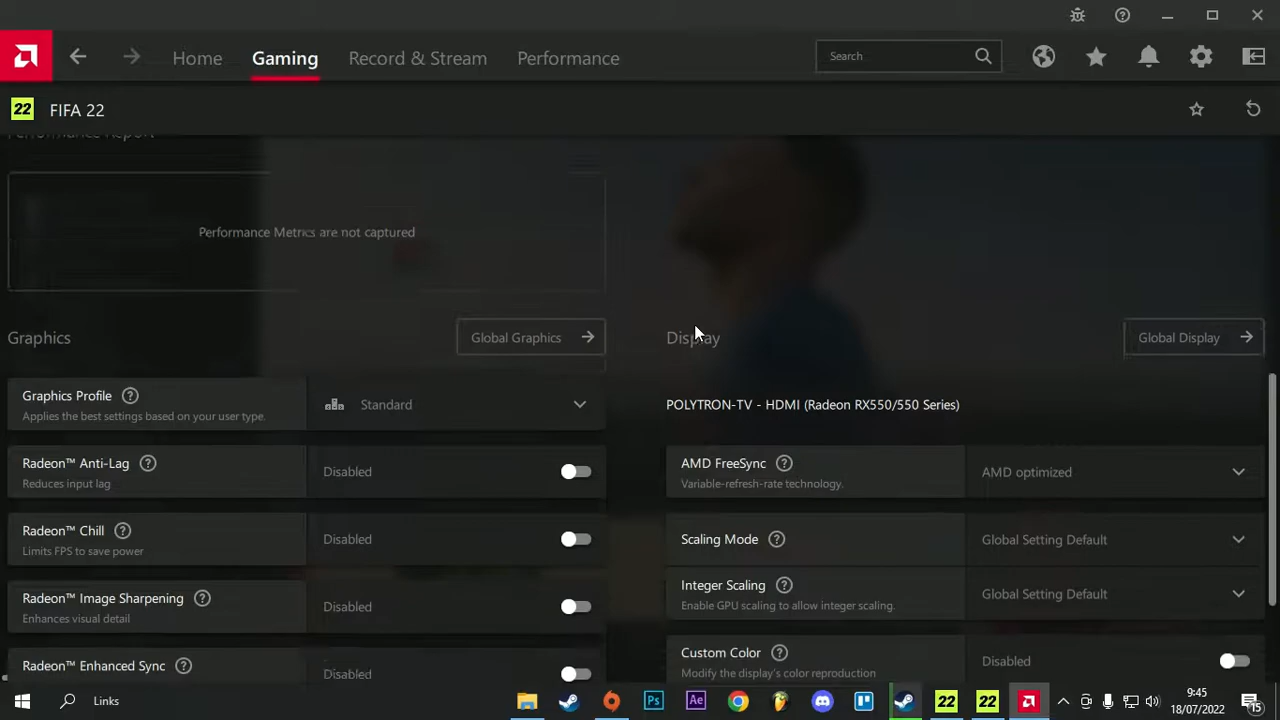 Home
Gaming
Record & Stream
Performance
Search
22
FIFA 22
Performance Report
Performance Metrics are not captured
Graphics
Global Graphics
Display
Global Display
Graphics Profile
Applies the best settings based on your user type.
Standard
POLYTRON-TV - HDMI (Radeon RX550/550 Series)
Radeon™ Anti-Lag
Reduces input lag
Disabled
AMD FreeSync
Variable-refresh-rate technology.
AMD optimized
Radeon™ Chill
Limits FPS to save power
Disabled
Scaling Mode
Global Setting Default
Radeon™ Image Sharpening
Enhances visual detail
Disabled
Integer Scaling
Enable GPU scaling to allow integer scaling.
Global Setting Default
Radeon™ Enhanced Sync
Disabled
Custom Color
Modify the display's color reproduction
Disabled
Links
Ps
Ae
22
22
9:45
18/07/2022
15